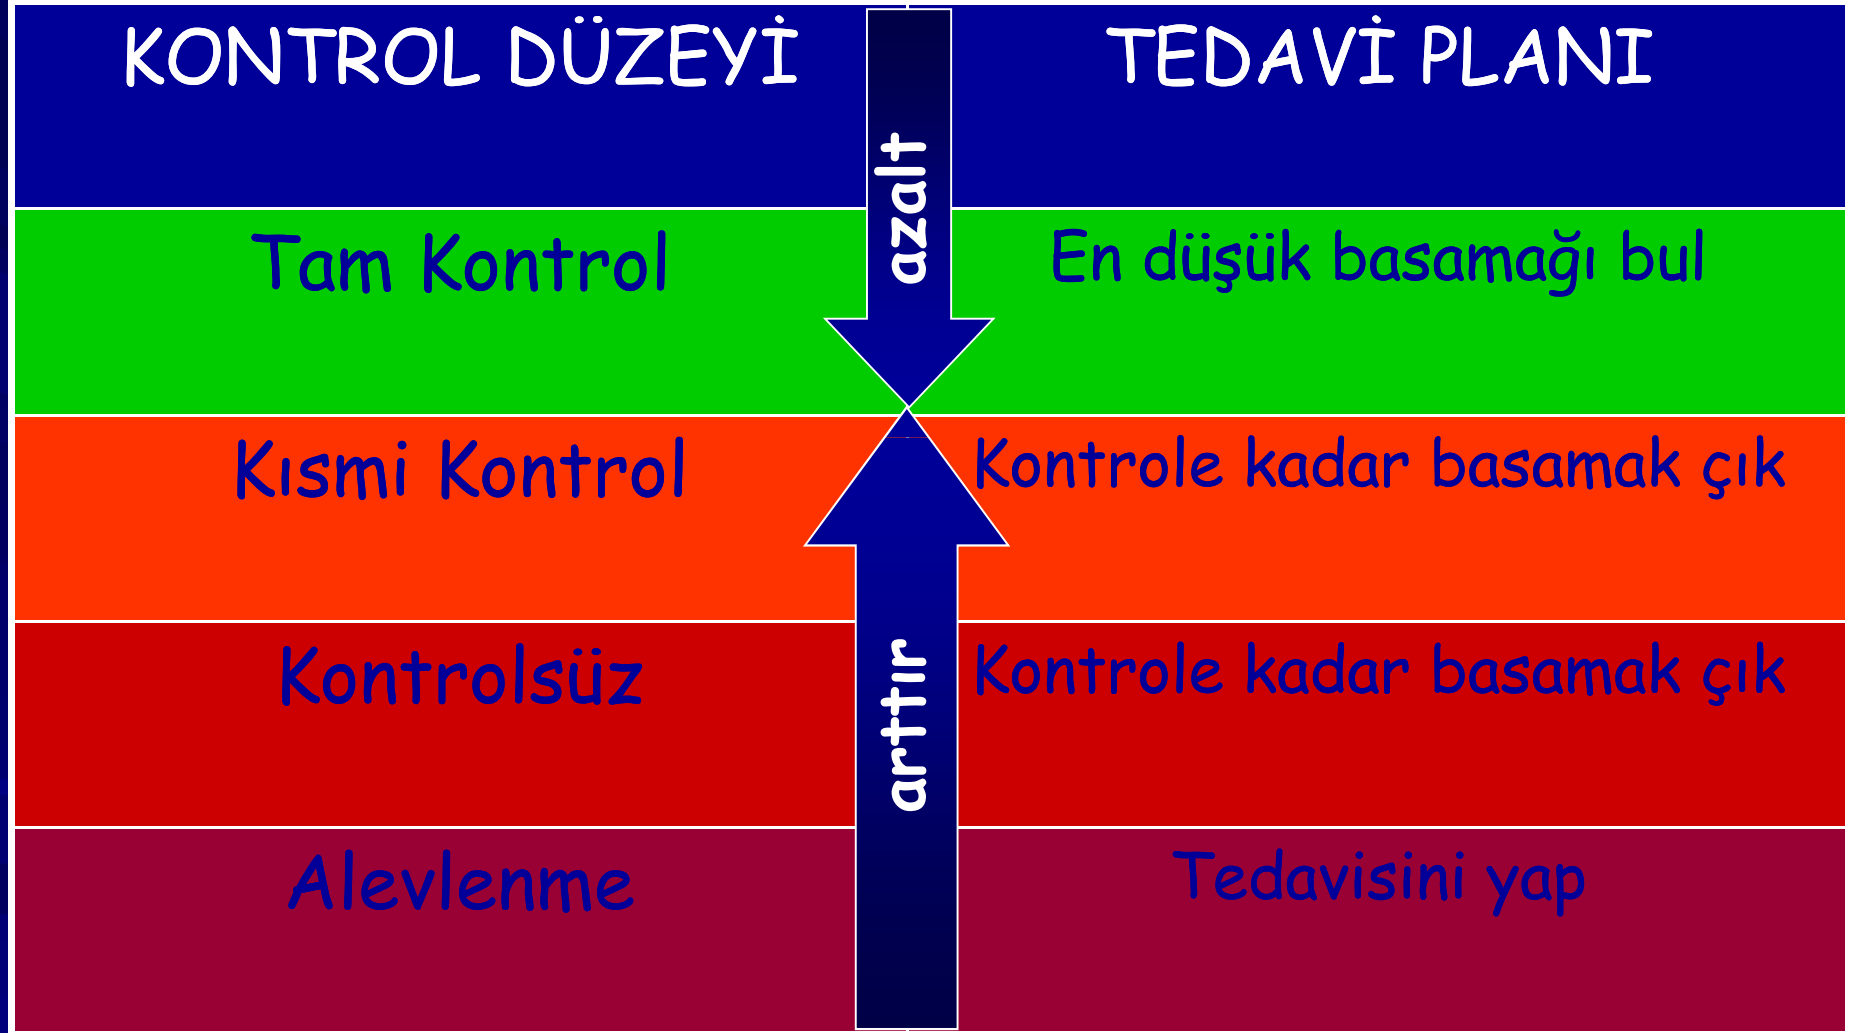 KONTROL DÜZEYİ
TEDAVİ PLANI
azalt
Tam Kontrol
En düşük basamağı bul
Kısmi Kontrol
Kontrole kadar basamak çık
arttır
Kontrolsüz
Kontrole kadar basamak çık
Alevlenme
Tedavisini yap